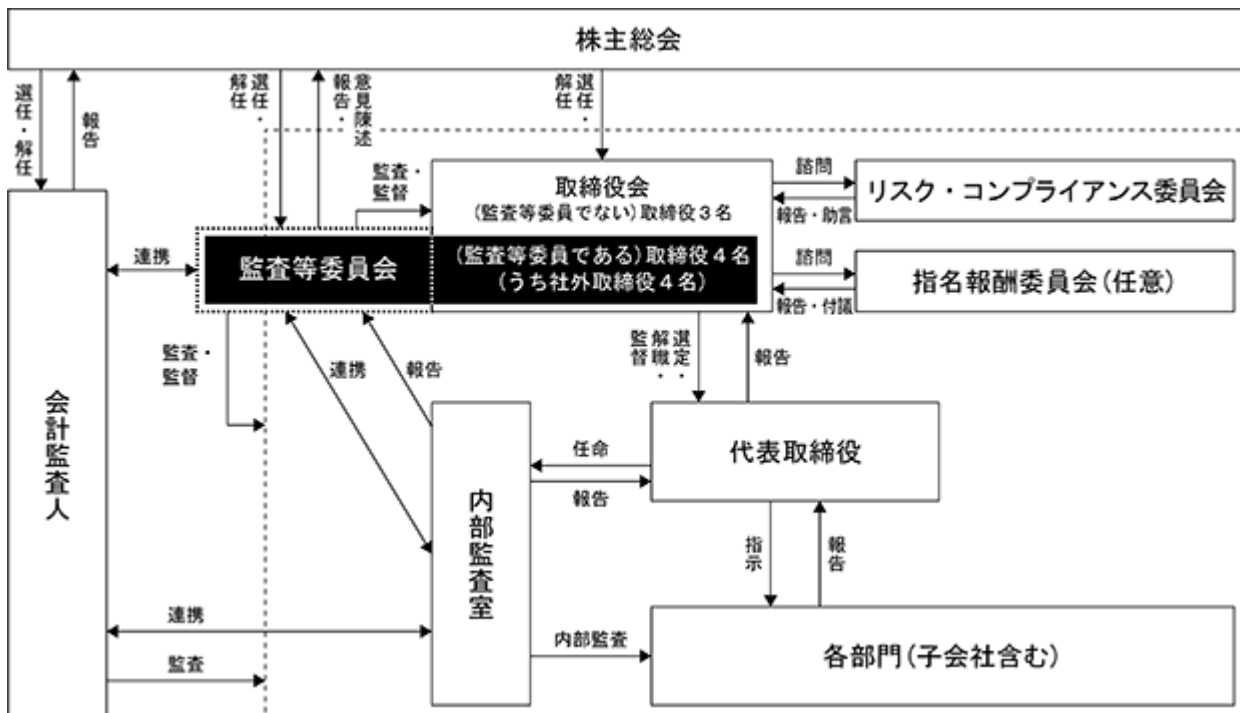 株主総会
選任・解任
報告
選任・
解任
意見陳述
報告・
選任・
解任
監査・
監督
取締役会
(監査等委員でない)取締役3名
諮問
報告・助言
リスク・コンプライアンス委員会
連携
監査等委員会
(監査等委員である)取締役4名
(うち社外取締役4名)
諮問
報告・付議
指名報酬委員会(任意)
監査・
監督
連携
報告
選定・
解職・
監督
報告
会計監査人
内部監査室
任命
報告
代表取締役
指示
報告
連携
監査
内部監査
各部門(子会社含む)